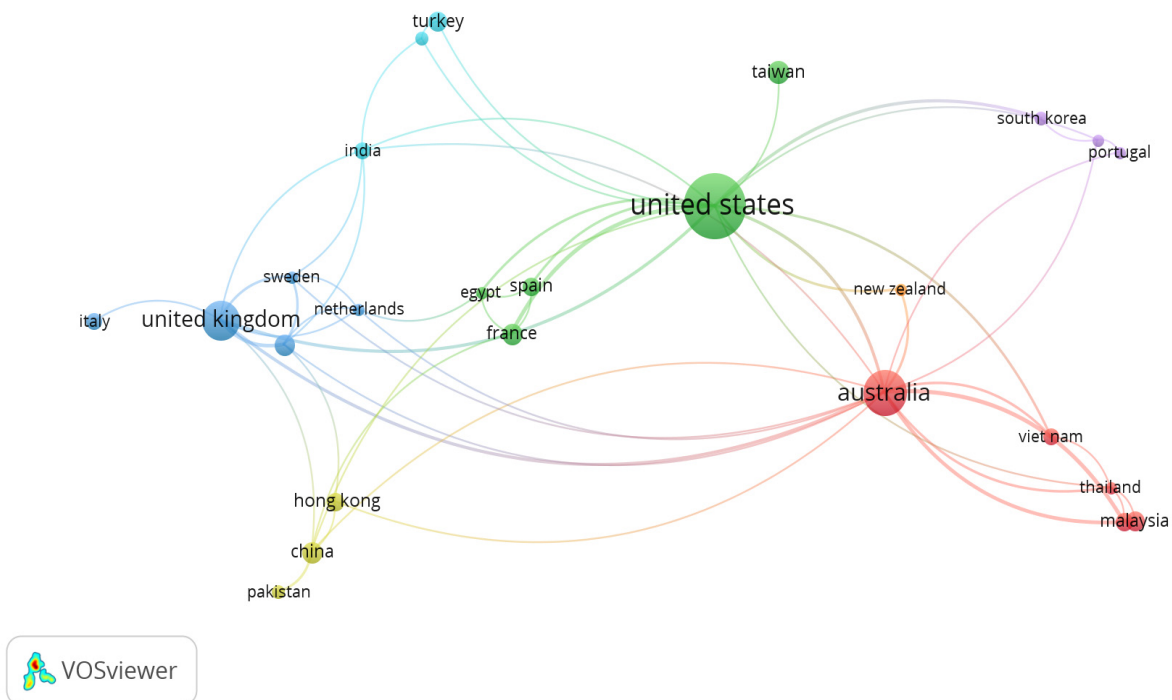 turkey
taiwan
south korea
india
portugal
united states
sweden
egypt
spain
new zealand
netherlands
italy
united kingdom
france
australia
viet nam
thailand
hong kong
malaysia
china
pakistan
VOSviewer